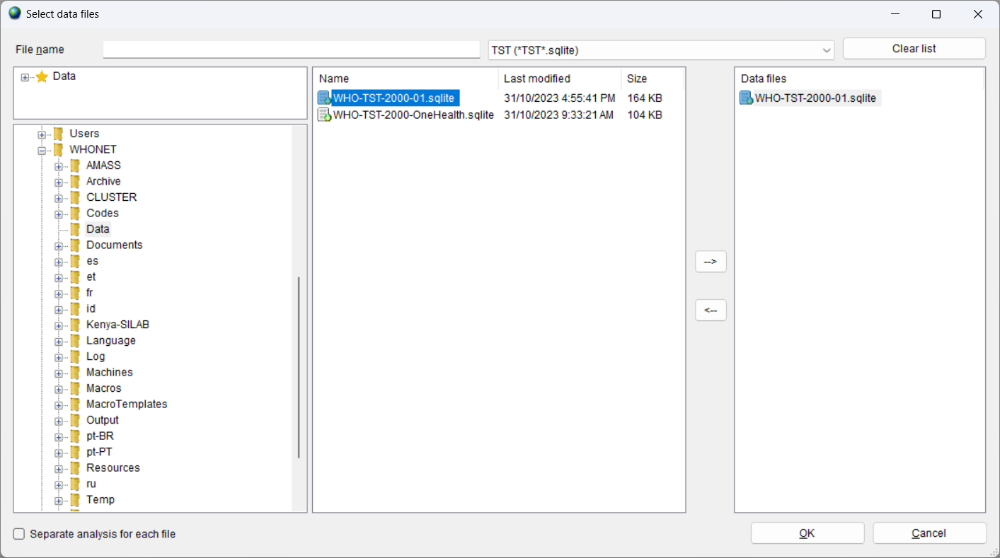 Select data files
File name
TST (*TST*.sqlite)
Clear list
Data
Users
WHONET
AMASS
Archive
CLUSTER
Codes
Data
Documents
es
et
fr
id
Kenya-SILAB
Language
Log
Machines
Macros
MacroTemplates
Output
pt-BR
pt-PT
Resources
ru
Temp
Name Last modified Size
WHO-TST-2000-01.sqlite 31/10/2023 4:55:41 PM 164 KB
WHO-TST-2000-OneHealth.sqlite 31/10/2023 9:33:21 AM 104 KB
-->
<--
Data files
WHO-TST-2000-01.sqlite
Separate analysis for each file
OK
Cancel